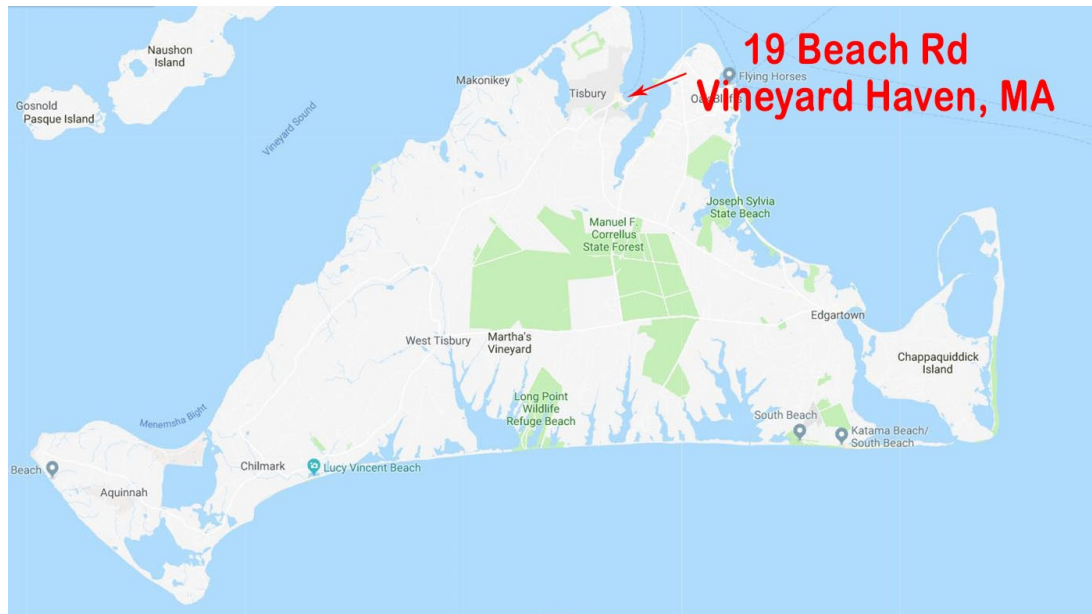 19 Beach Rd
Vineyard Haven, MA
Naushon
Island
Gosnold
Pasque Island
Vineyard Sound
Makonikey
Tisbury
Flying Horses
Oak Bluffs
Joseph Sylvia
State Beach
Manuel F.
Correllus
State Forest
Edgartown
West Tisbury
Martha's
Vineyard
Chappaquiddick
Island
Long Point
Wildlife
Refuge Beach
South Beach
Katama Beach/
South Beach
Menemsha Bight
Chilmark
Lucy Vincent Beach
Beach
Aquinnah